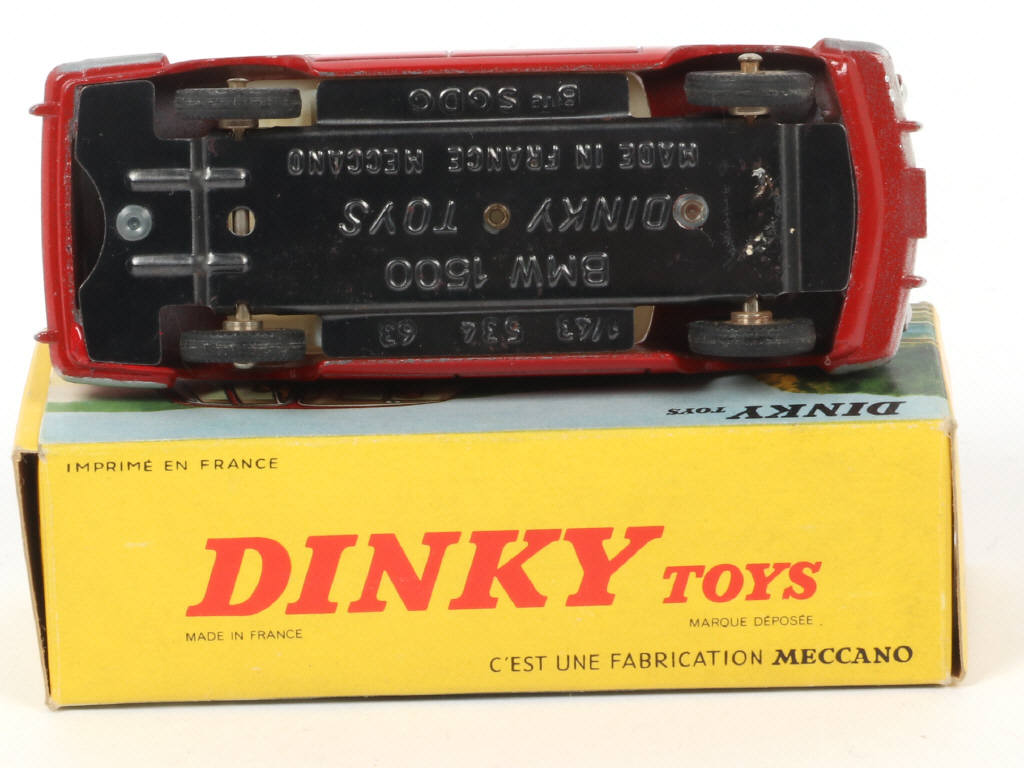 Bté SGDG
MADE IN FRANCE MECCANO
DINKY TOYS
BMW 1500
1/43 534 63
DINKY TOYS
IMPRIMÉ EN FRANCE
DINKY TOYS
MADE IN FRANCE
MARQUE DÉPOSÉE
C'EST UNE FABRICATION MECCANO